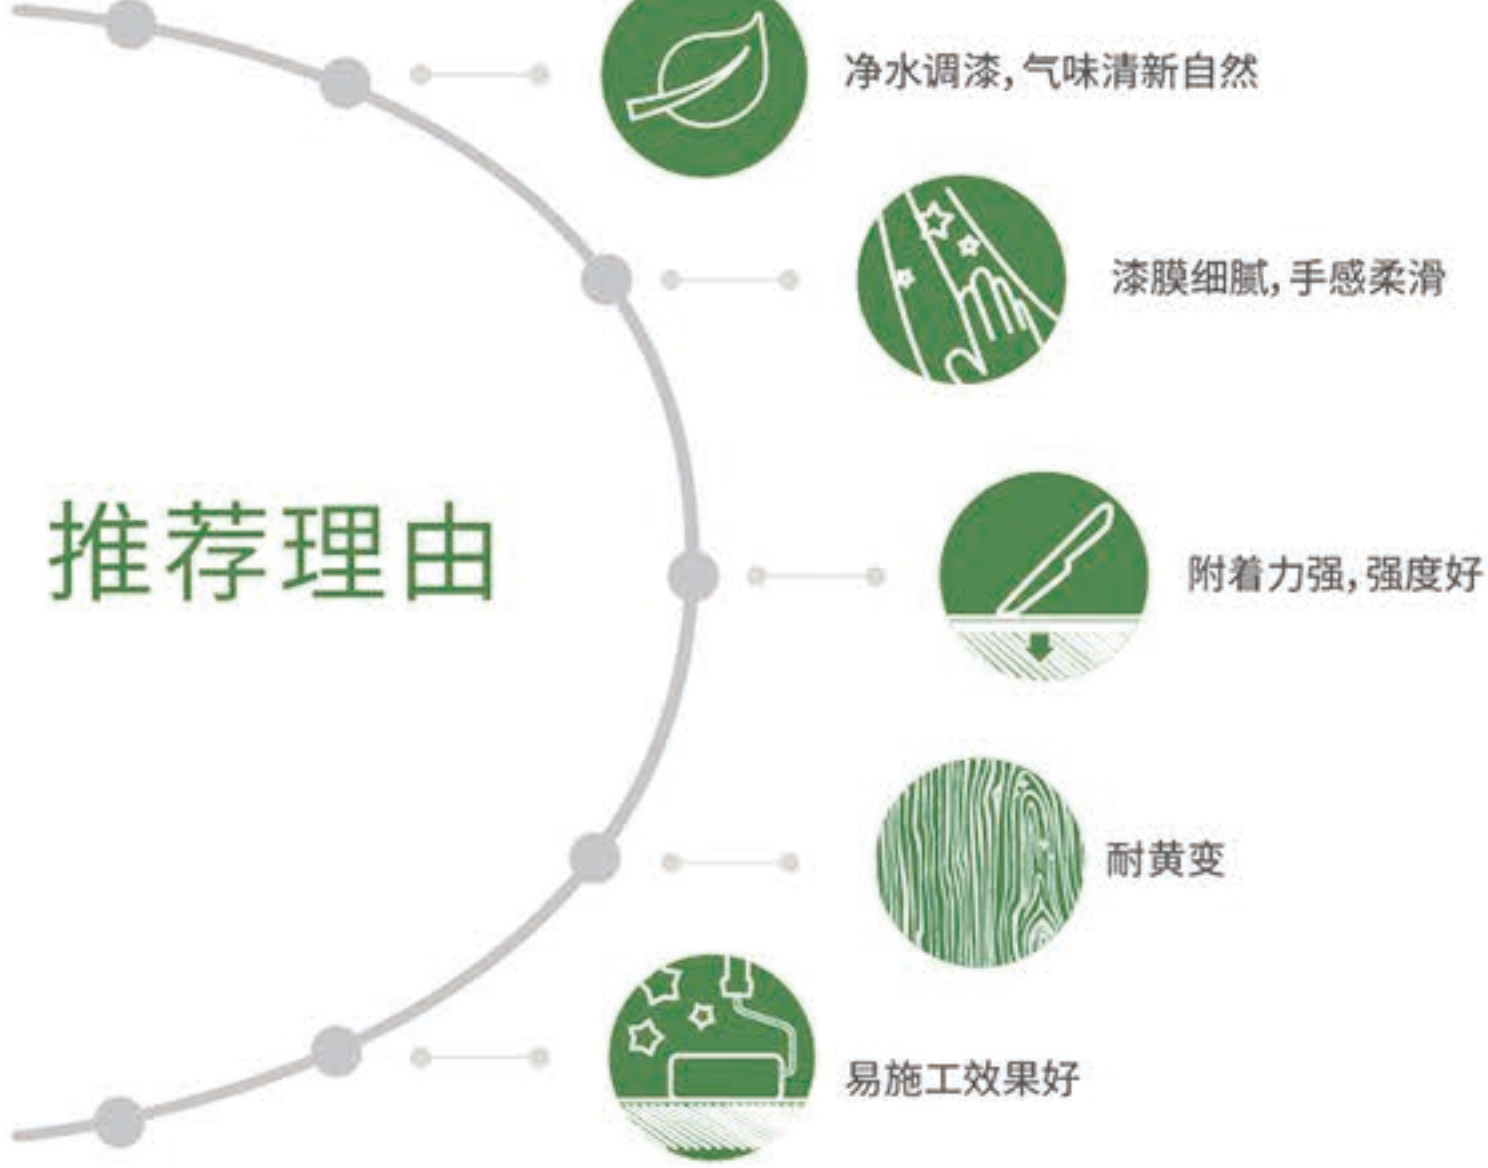 净水调漆，气味清新自然
漆膜细腻，手感柔滑
推荐理由
附着力强，强度好
耐黄变
易施工效果好